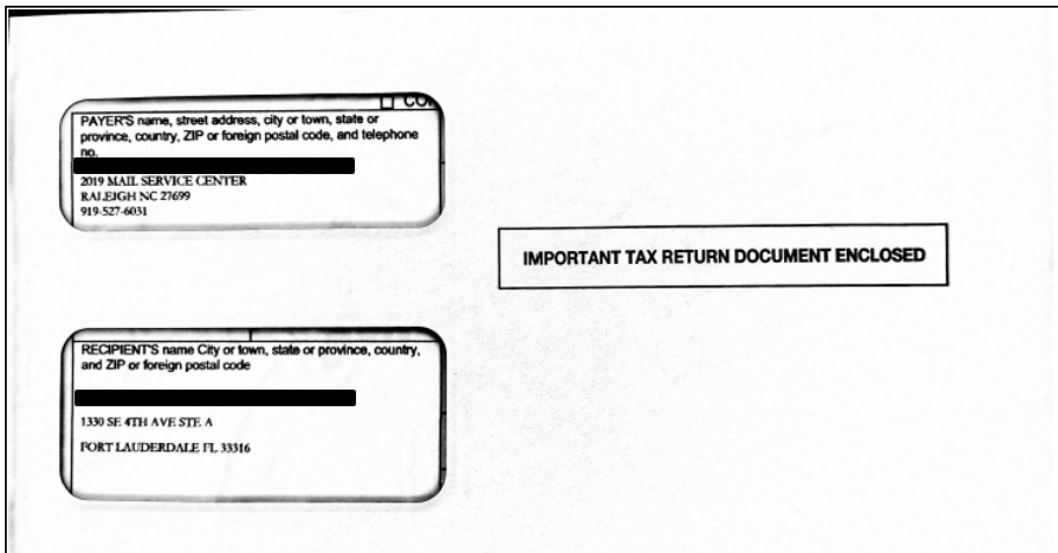 ☐ CO
PAYER'S name, street address, city or town, state or
province, country, ZIP or foreign postal code, and telephone
no.
2019 MAIL SERVICE CENTER
RALEIGH NC 27699
919-527-6031
IMPORTANT TAX RETURN DOCUMENT ENCLOSED
RECIPIENT'S name City or town, state or province, country,
and ZIP or foreign postal code
1330 SE 4TH AVE STE A
FORT LAUDERDALE FL 33316